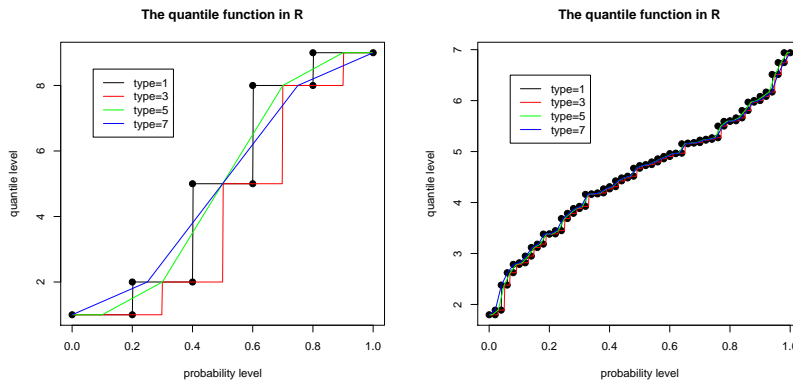 The quantile function in R
type=1
type=3
type=5
type=7
8
6
4
2
quantile level
0.0 0.2 0.4 0.6 0.8 1.0
probability level
The quantile function in R
type=1
type=3
type=5
type=7
7
6
5
4
3
2
quantile level
0.0 0.2 0.4 0.6 0.8 1.0
probability level